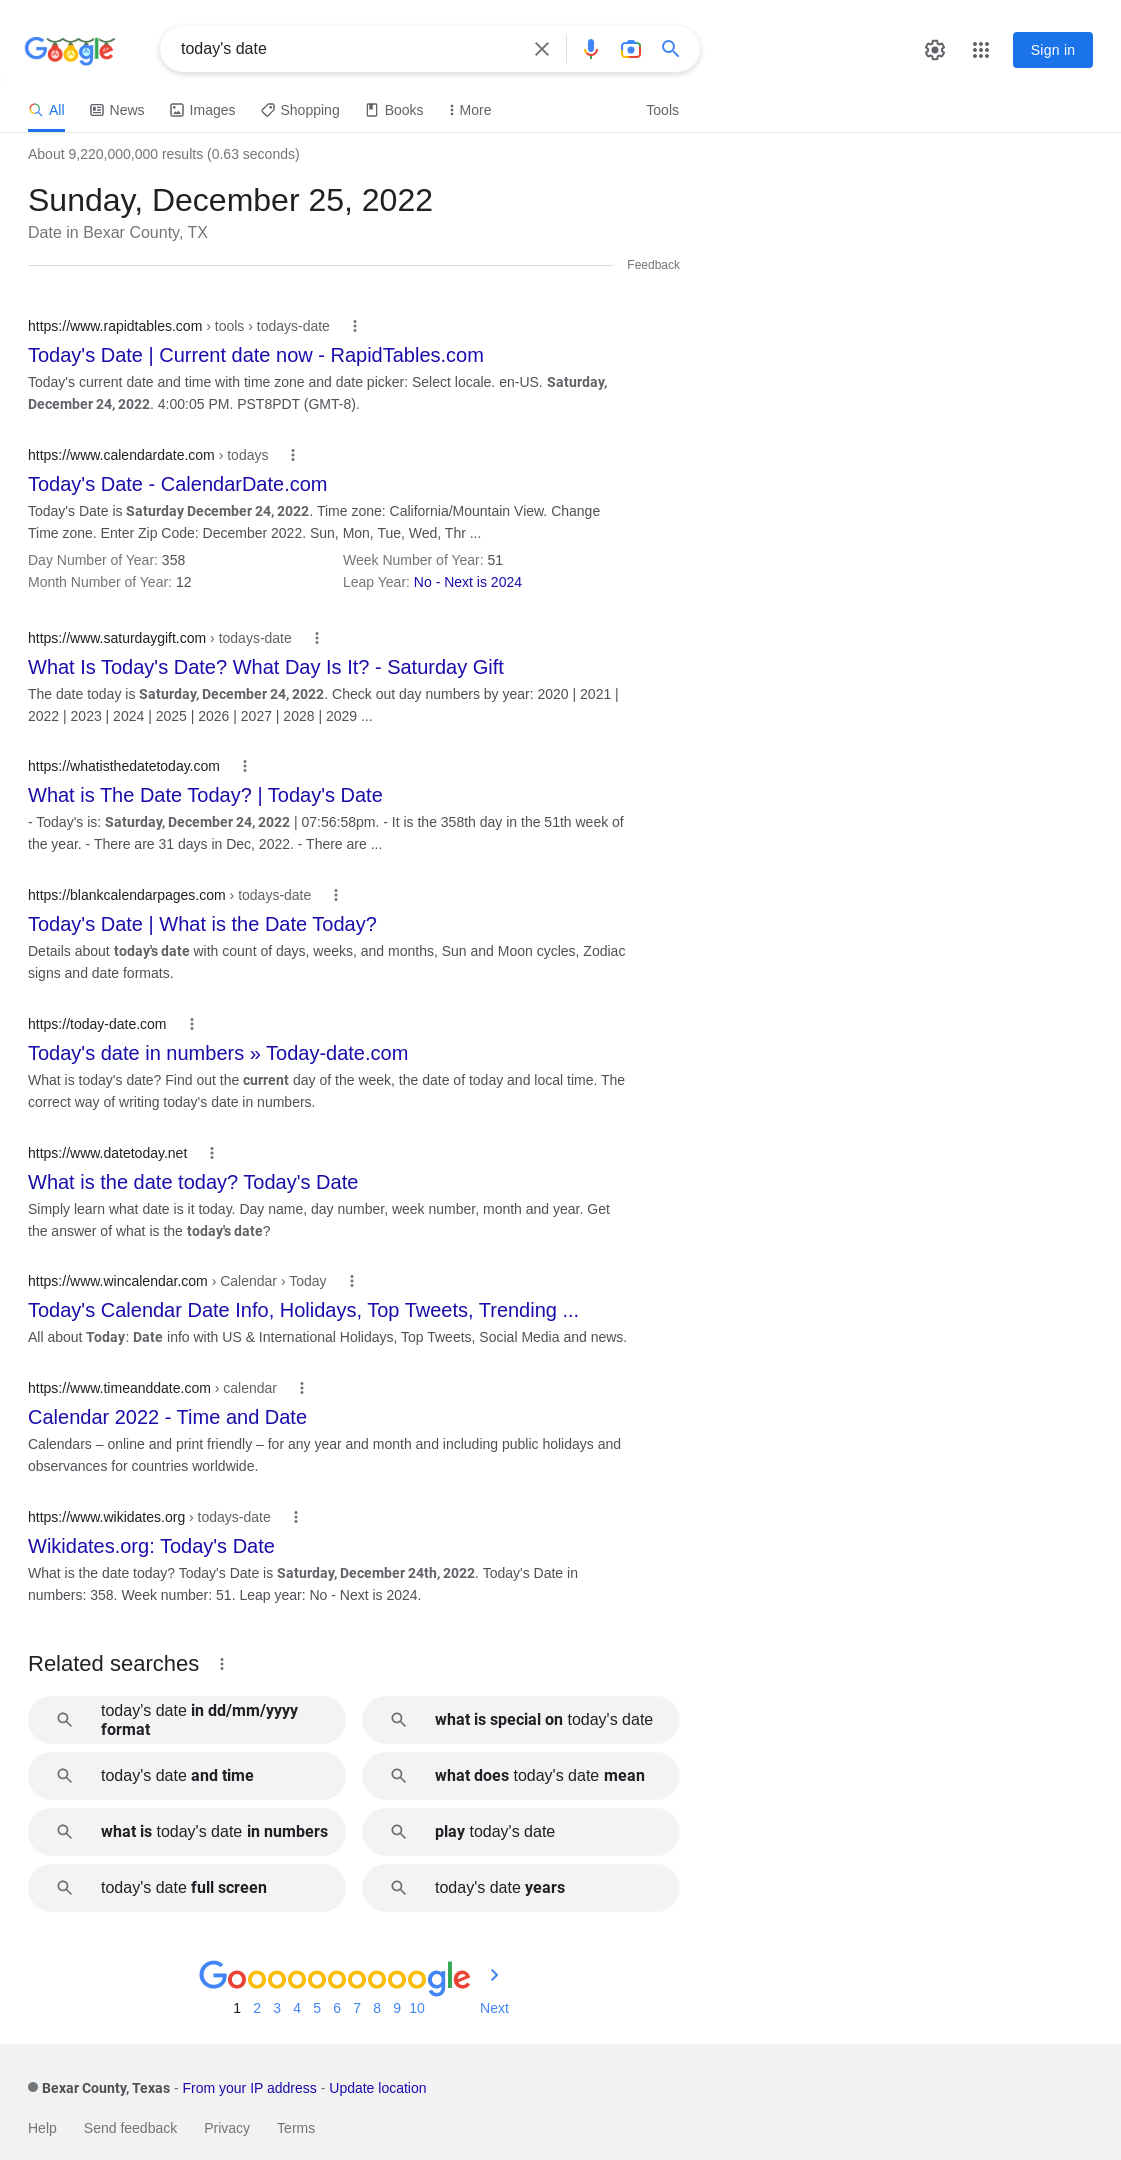 Google
today's date
Sign in
All
News
Images
Shopping
Books
More
Tools
About 9,220,000,000 results (0.63 seconds)
Sunday, December 25, 2022
Date in Bexar County, TX
Feedback
https://www.rapidtables.com › tools › todays-date
Today's Date | Current date now - RapidTables.com
Today's current date and time with time zone and date picker: Select locale. en-US. Saturday,
December 24, 2022. 4:00:05 PM. PST8PDT (GMT-8).
https://www.calendardate.com › todays
Today's Date - CalendarDate.com
Today's Date is Saturday December 24, 2022. Time zone: California/Mountain View. Change
Time zone. Enter Zip Code: December 2022. Sun, Mon, Tue, Wed, Thr ...
Day Number of Year: 358
Week Number of Year: 51
Month Number of Year: 12
Leap Year: No - Next is 2024
https://www.saturdaygift.com › todays-date
What Is Today's Date? What Day Is It? - Saturday Gift
The date today is Saturday, December 24, 2022. Check out day numbers by year: 2020 | 2021 |
2022 | 2023 | 2024 | 2025 | 2026 | 2027 | 2028 | 2029 ...
https://whatisthedatetoday.com
What is The Date Today? | Today's Date
- Today's is: Saturday, December 24, 2022 | 07:56:58pm. - It is the 358th day in the 51th week of
the year. - There are 31 days in Dec, 2022. - There are ...
https://blankcalendarpages.com › todays-date
Today's Date | What is the Date Today?
Details about today's date with count of days, weeks, and months, Sun and Moon cycles, Zodiac
signs and date formats.
https://today-date.com
Today's date in numbers » Today-date.com
What is today's date? Find out the current day of the week, the date of today and local time. The
correct way of writing today's date in numbers.
https://www.datetoday.net
What is the date today? Today's Date
Simply learn what date is it today. Day name, day number, week number, month and year. Get
the answer of what is the today's date?
https://www.wincalendar.com › Calendar › Today
Today's Calendar Date Info, Holidays, Top Tweets, Trending ...
All about Today: Date info with US & International Holidays, Top Tweets, Social Media and news.
https://www.timeanddate.com › calendar
Calendar 2022 - Time and Date
Calendars – online and print friendly – for any year and month and including public holidays and
observances for countries worldwide.
https://www.wikidates.org › todays-date
Wikidates.org: Today's Date
What is the date today? Today's Date is Saturday, December 24th, 2022. Today's Date in
numbers: 358. Week number: 51. Leap year: No - Next is 2024.
Related searches
today's date in dd/mm/yyyy
format
what is special on today's date
today's date and time
what does today's date mean
what is today's date in numbers
play today's date
today's date full screen
today's date years
Goooooooooogle
1 2 3 4 5 6 7 8 9 10 Next
Bexar County, Texas - From your IP address - Update location
Help Send feedback Privacy Terms